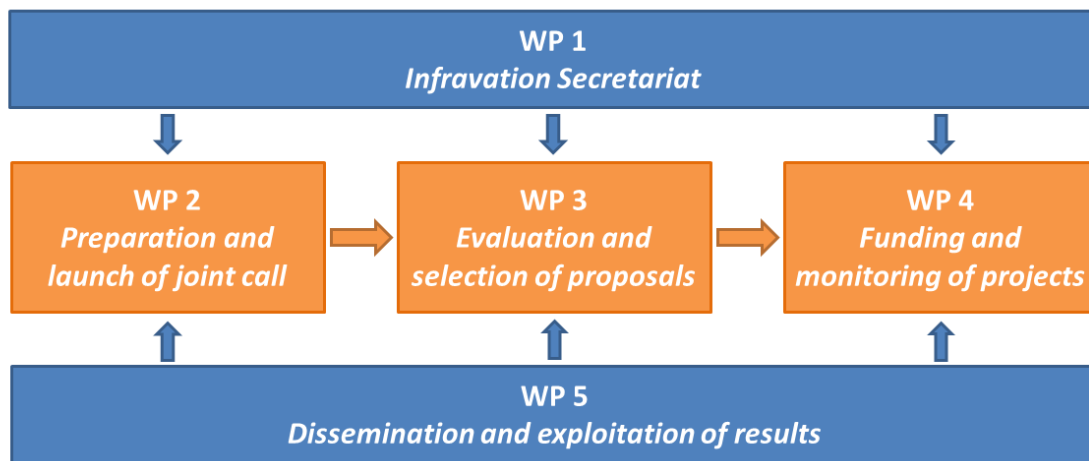 WP 1
Infravation Secretariat
WP 2
Preparation and
launch of joint call
WP 3
Evaluation and
selection of proposals
WP 4
Funding and
monitoring of projects
WP 5
Dissemination and exploitation of results